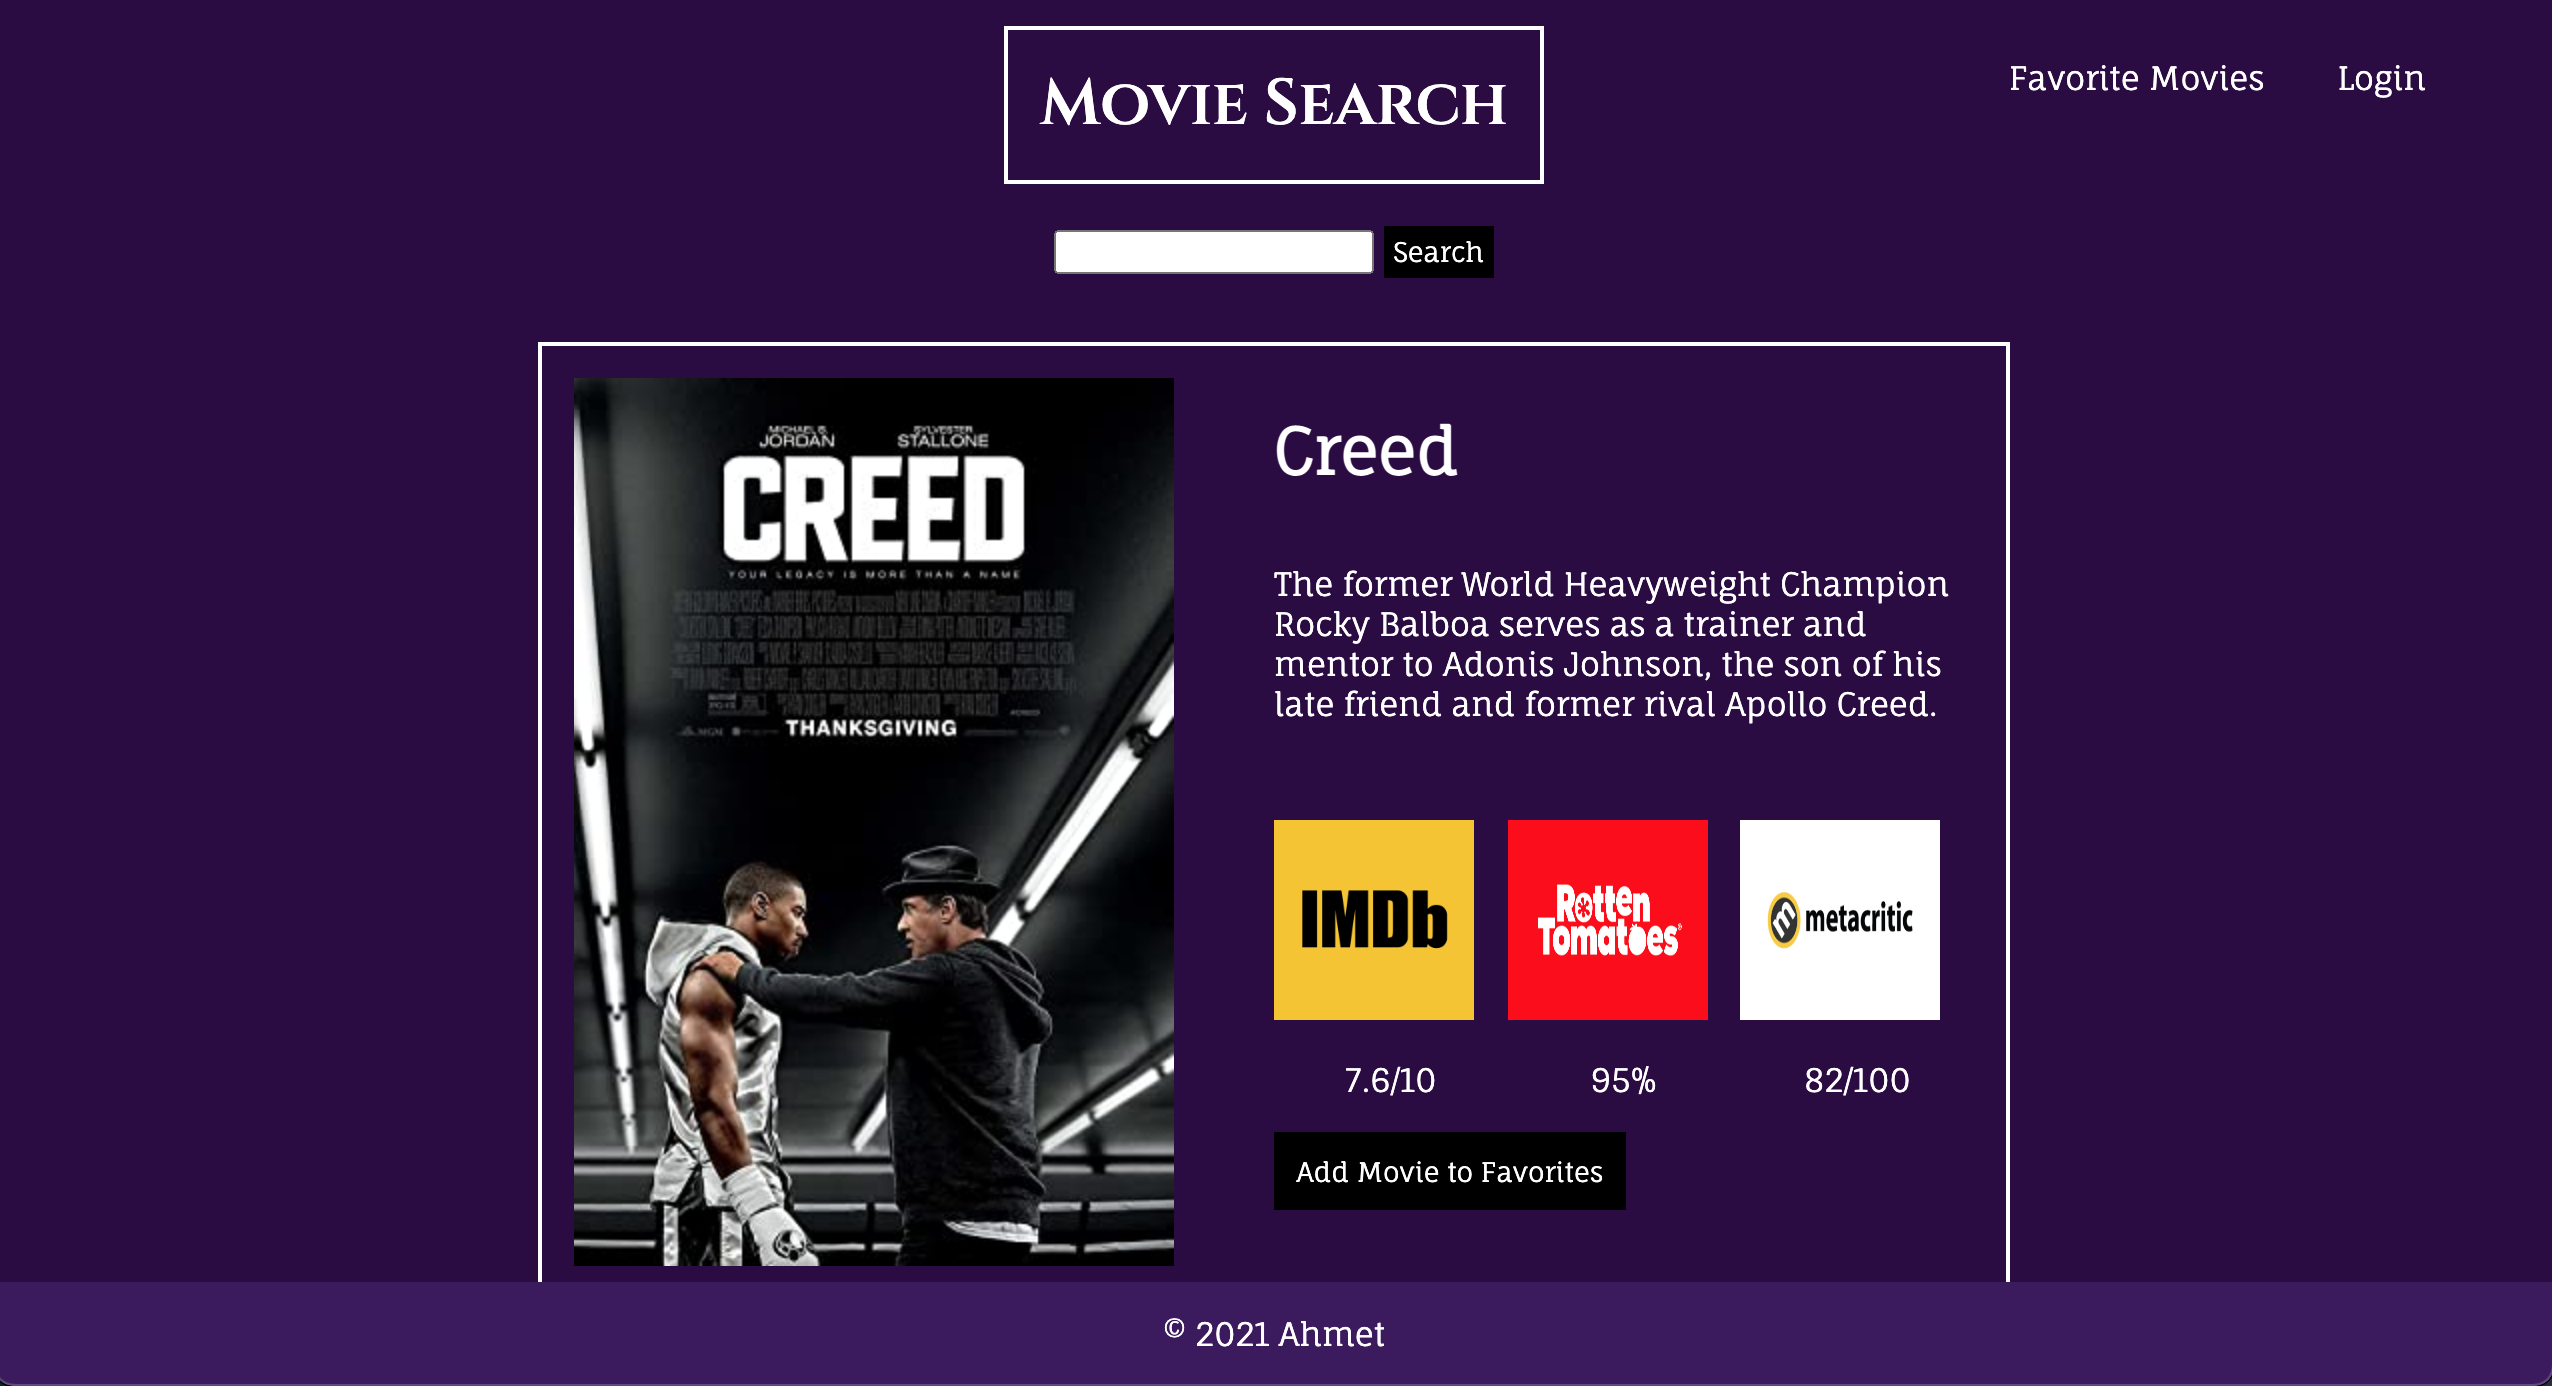 Movie Search
Favorite Movies
Login
Search
MICHAEL B. JORDAN
SYLVESTER STALLONE
CREED
YOUR LEGACY IS MORE THAN A NAME
THANKSGIVING
Creed
The former World Heavyweight Champion
Rocky Balboa serves as a trainer and
mentor to Adonis Johnson, the son of his
late friend and former rival Apollo Creed.
IMDb
Rotten
Tomatoes®
metacritic
7.6/10
95%
82/100
Add Movie to Favorites
© 2021 Ahmet